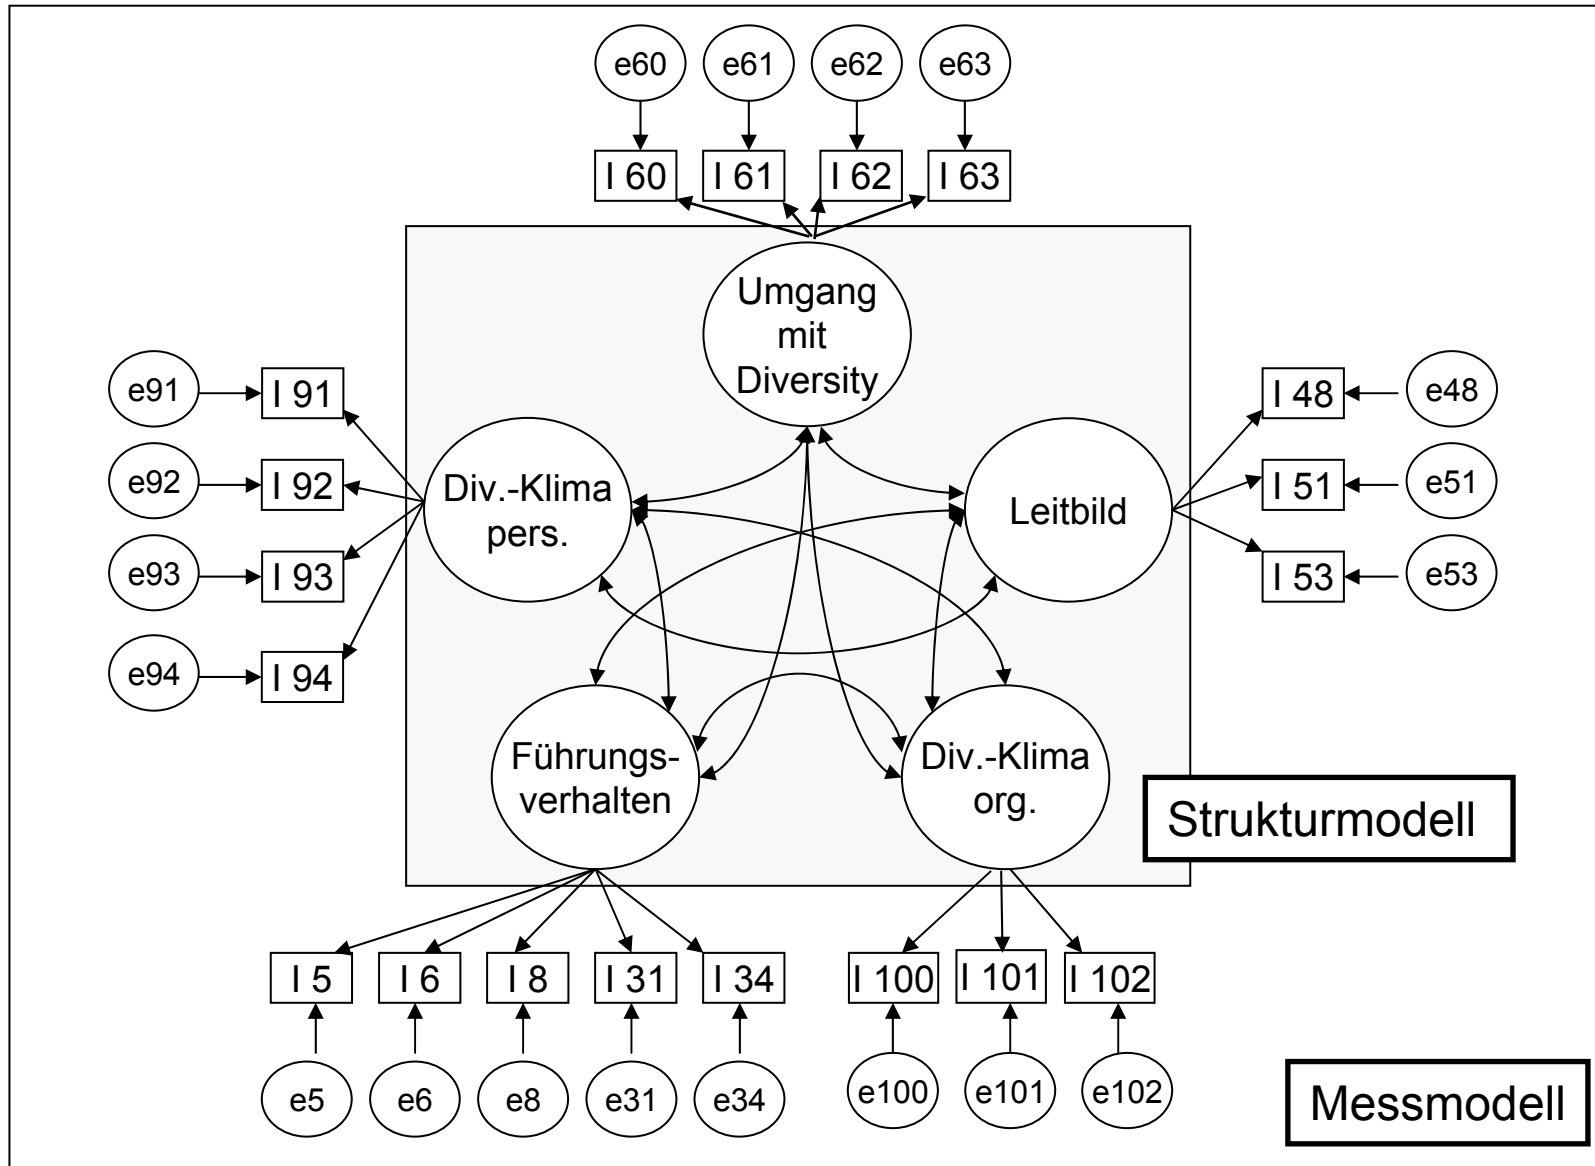 e60 e61 e62 e63
I 60 I 61 I 62 I 63
Umgang
mit
Diversity
e91 I 91
e92 I 92
e93 I 93
e94 I 94
Div.-Klima
pers.
Leitbild
I 48 e48
I 51 e51
I 53 e53
Führungs-
verhalten
Div.-Klima
org.
Strukturmodell
I 5 I 6 I 8 I 31 I 34 I 100 I 101 I 102
e5 e6 e8 e31 e34 e100 e101 e102
Messmodell